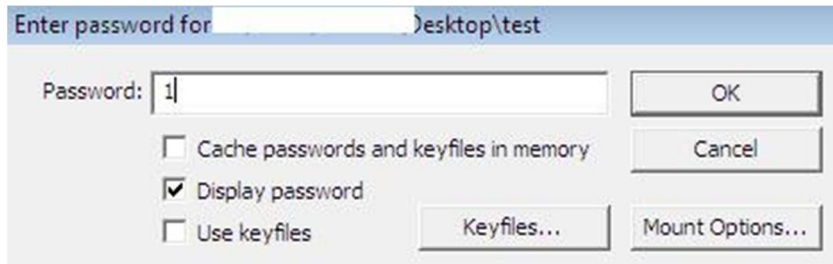 Enter password for Desktop\test
Password: 1
OK
Cache passwords and keyfiles in memory
Cancel
Display password
Use keyfiles
Keyfiles...
Mount Options...